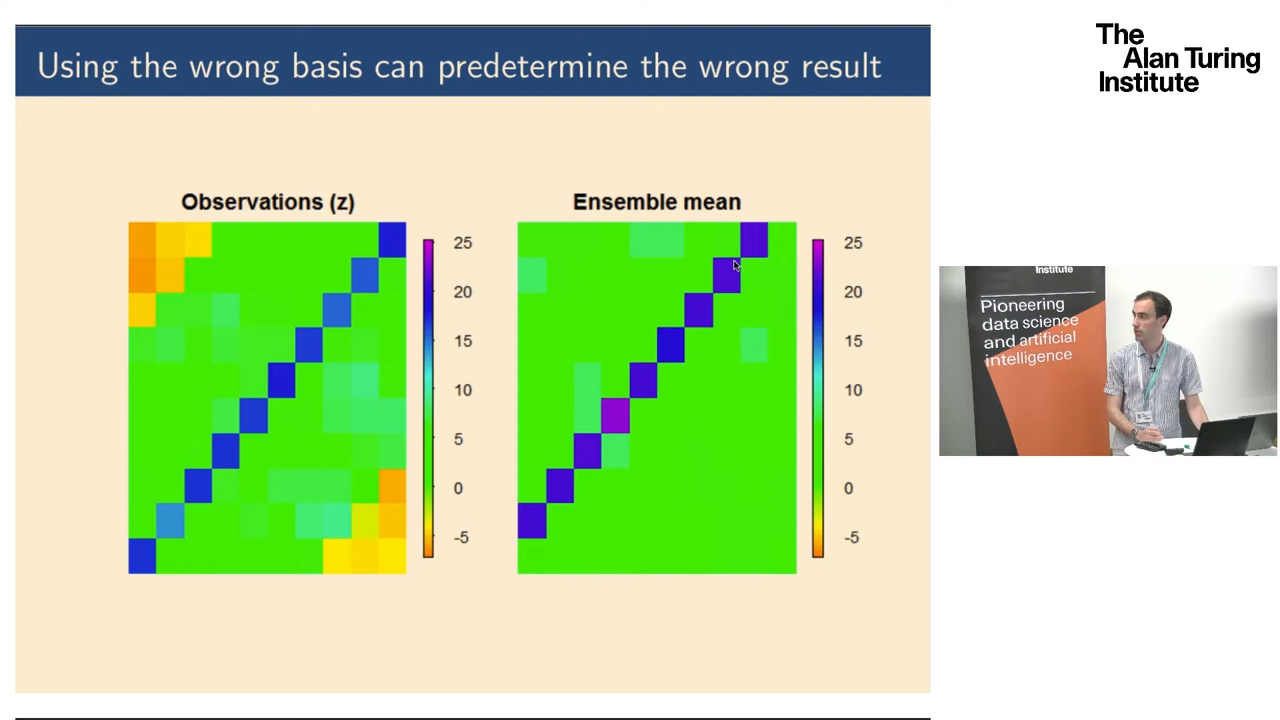 Using the wrong basis can predetermine the wrong result
The
Alan Turing
Institute
Observations (z)
25
20
15
10
5
0
-5
Ensemble mean
25
20
15
10
5
0
-5
Institute
Pioneering
data science
and artificial
intelligence